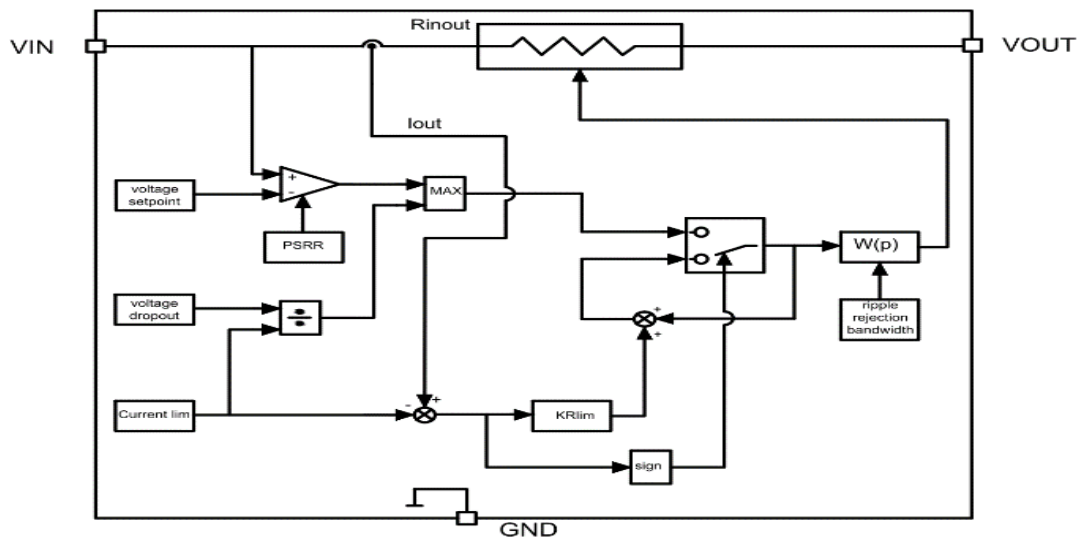 Rinout
VIN
VOUT
Iout
+
-
voltage
setpoint
MAX
PSRR
W(p)
voltage
dropout
ripple
rejection
bandwidth
+
+
Current lim
-
+
KRlim
sign
GND